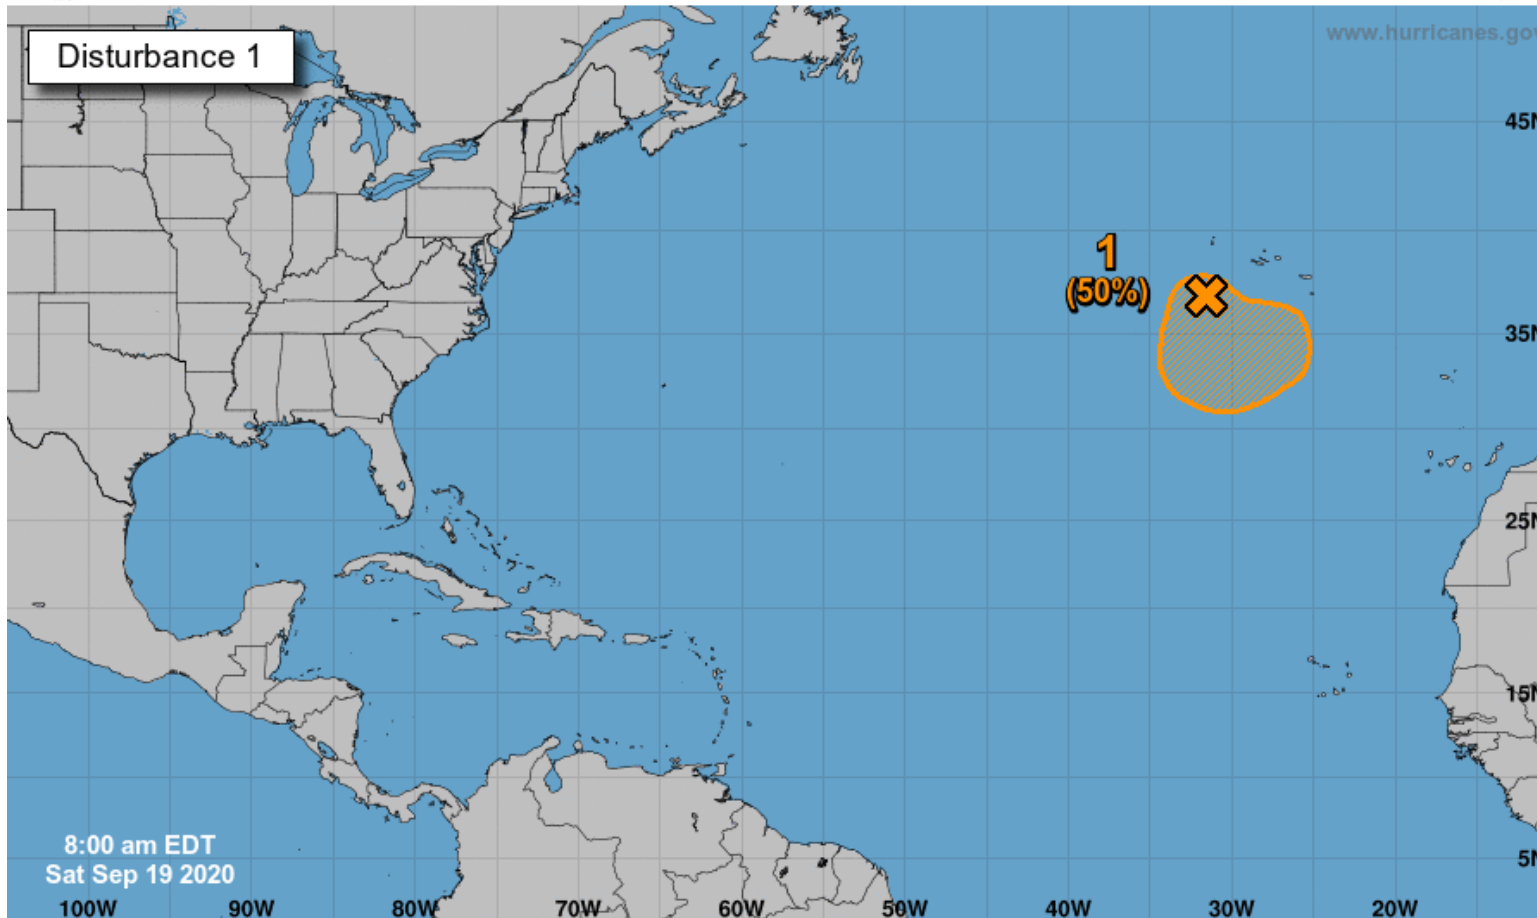 Disturbance 1
www.hurricanes.gov
45N
1
(50%)
35N
25N
15N
8:00 am EDT
Sat Sep 19 2020
5N
100W 90W 80W 70W 60W 50W 40W 30W 20W